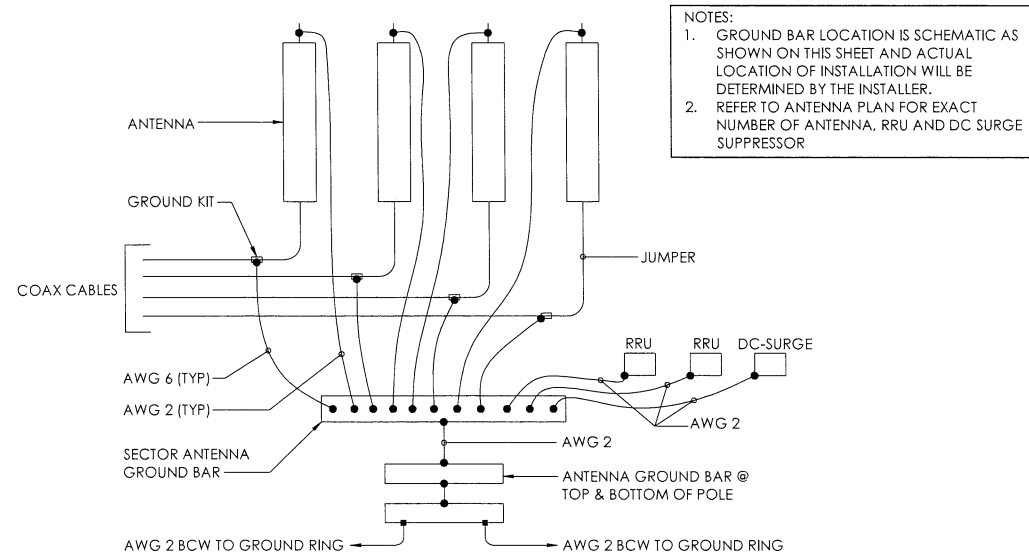 NOTES:
1. GROUND BAR LOCATION IS SCHEMATIC AS
SHOWN ON THIS SHEET AND ACTUAL
LOCATION OF INSTALLATION WILL BE
DETERMINED BY THE INSTALLER.
2. REFER TO ANTENNA PLAN FOR EXACT
NUMBER OF ANTENNA, RRU AND DC SURGE
SUPPRESSOR
ANTENNA
GROUND KIT
JUMPER
COAX CABLES
RRU
RRU
DC-SURGE
AWG 6 (TYP)
AWG 2 (TYP)
AWG 2
AWG 2
SECTOR ANTENNA
GROUND BAR
ANTENNA GROUND BAR @
TOP & BOTTOM OF POLE
AWG 2 BCW TO GROUND RING
AWG 2 BCW TO GROUND RING